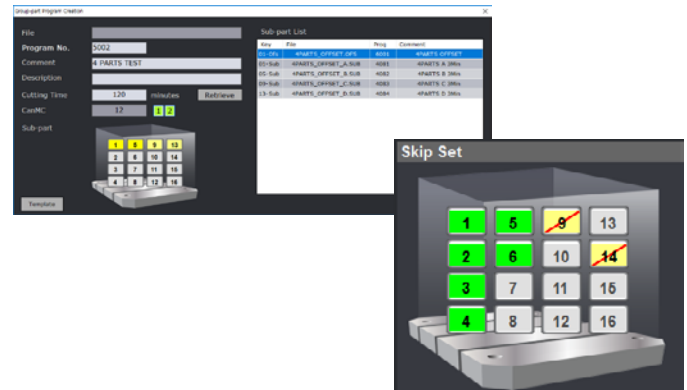 Group-part Program Creation
File
Program No. 5002
Comment 4 PARTS TEST
Description
Cutting Time 120 minutes Retrieve
CanMC 12 1 2
Sub-part
1 5 9 13
2 6 10 14
3 7 11 15
4 8 12 16
Template
Sub-part List
Key File Prog Comment
01-Ofs 4PARTS_OFFSET.OFS 4001 4PARTS OFFSET
01-Sub 4PARTS_OFFSET_A.SUB 4081 4PARTS A 3Min
05-Sub 4PARTS_OFFSET_B.SUB 4082 4PARTS B 3Min
09-Sub 4PARTS_OFFSET_C.SUB 4083 4PARTS C 3Min
13-Sub 4PARTS_OFFSET_D.SUB 4084 4PARTS D 3Min
Skip Set
1 5 9 13
2 6 10 14
3 7 11 15
4 8 12 16